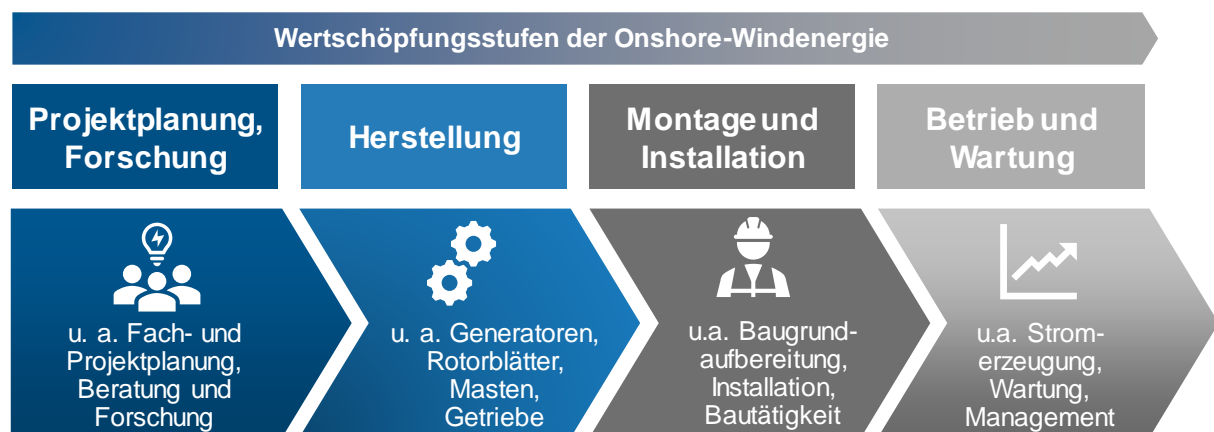 Wertschöpfungsstufen der Onshore-Windenergie
Projektplanung,
Forschung
Herstellung
Montage und
Installation
Betrieb und
Wartung
u. a. Fach- und
Projektplanung,
Beratung und
Forschung
u. a. Generatoren,
Rotorblätter,
Masten,
Getriebe
u.a. Baugrund-
aufbereitung,
Installation,
Bautätigkeit
u.a. Strom-
erzeugung,
Wartung,
Management